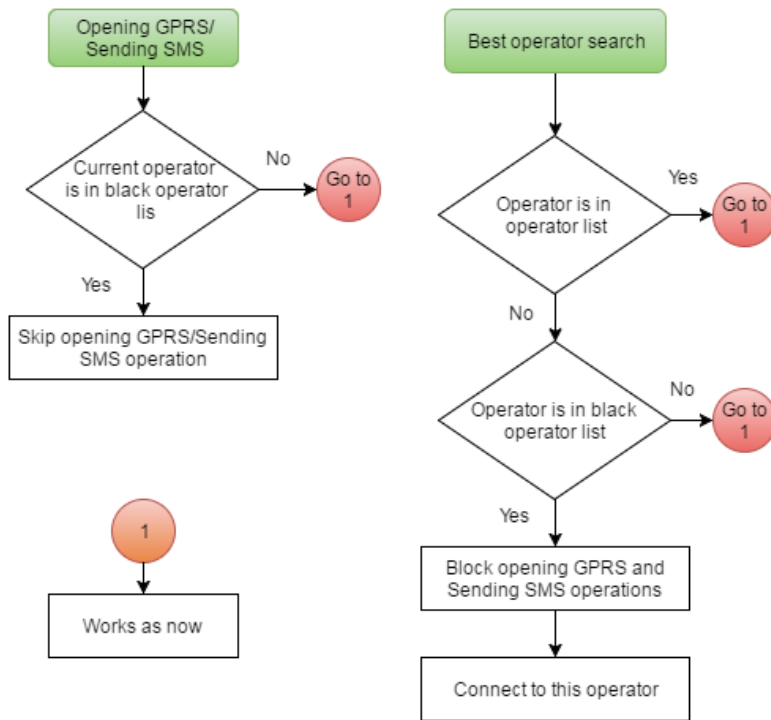 Opening GPRS/
Sending SMS
Current operator
is in black operator
lis
No
Go to
1
Yes
Skip opening GPRS/Sending
SMS operation
1
Works as now
Best operator search
Operator is in
operator list
Yes
Go to
1
No
Operator is in black
operator list
No
Go to
1
Yes
Block opening GPRS and
Sending SMS operations
Connect to this operator